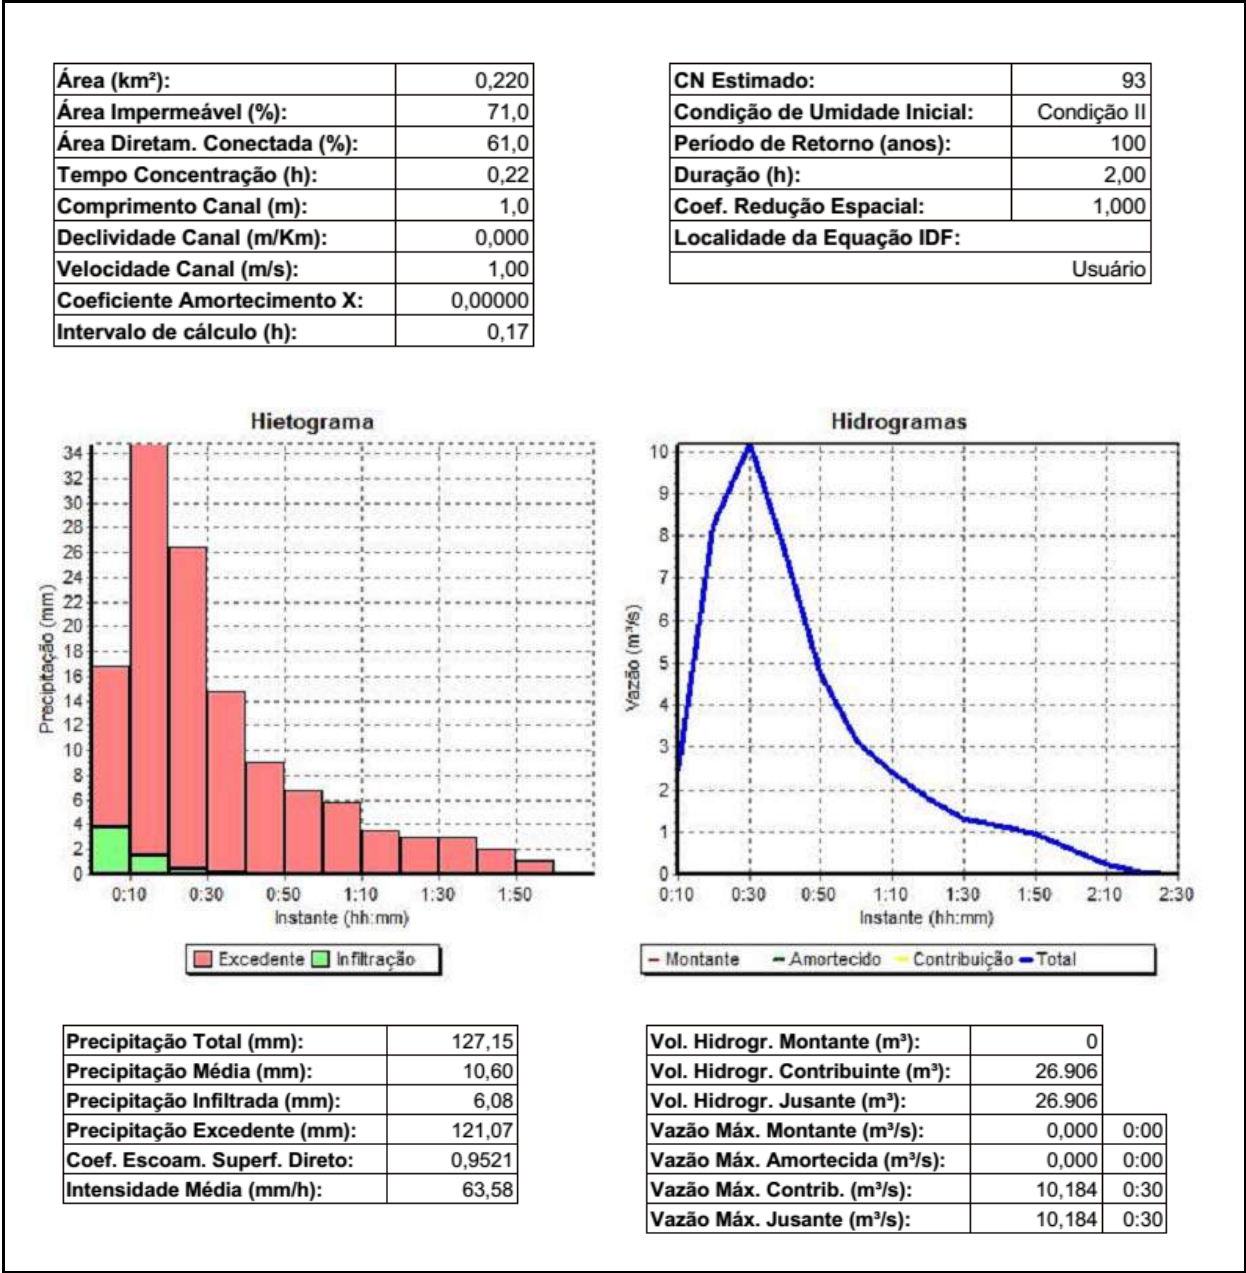 Área (km²): 0,220
Área Impermeável (%): 71,0
Área Diretam. Conectada (%): 61,0
Tempo Concentração (h): 0,22
Comprimento Canal (m): 1,0
Declividade Canal (m/Km): 0,000
Velocidade Canal (m/s): 1,00
Coeficiente Amortecimento X: 0,00000
Intervalo de cálculo (h): 0,17
CN Estimado: 93
Condição de Umidade Inicial: Condição II
Período de Retorno (anos): 100
Duração (h): 2,00
Coef. Redução Espacial: 1,000
Localidade da Equação IDF:
Usuário
Hietograma
Precipitação (mm)
34
32
30
28
26
24
22
20
18
16
14
12
10
8
6
4
2
0
0:10 0:30 0:50 1:10 1:30 1:50
Instante (hh:mm)
Excedente Infiltração
Hidrogramas
Vazão (m³/s)
10
9
8
7
6
5
4
3
2
1
0
0:10 0:30 0:50 1:10 1:30 1:50 2:10 2:30
Instante (hh:mm)
Montante Amortecido Contribuição Total
Precipitação Total (mm): 127,15
Precipitação Média (mm): 10,60
Precipitação Infiltrada (mm): 6,08
Precipitação Excedente (mm): 121,07
Coef. Escoam. Superf. Direto: 0,9521
Intensidade Média (mm/h): 63,58
Vol. Hidrogr. Montante (m³): 0
Vol. Hidrogr. Contribuinte (m³): 26.906
Vol. Hidrogr. Jusante (m³): 26.906
Vazão Máx. Montante (m³/s): 0,000 0:00
Vazão Máx. Amortecida (m³/s): 0,000 0:00
Vazão Máx. Contrib. (m³/s): 10,184 0:30
Vazão Máx. Jusante (m³/s): 10,184 0:30